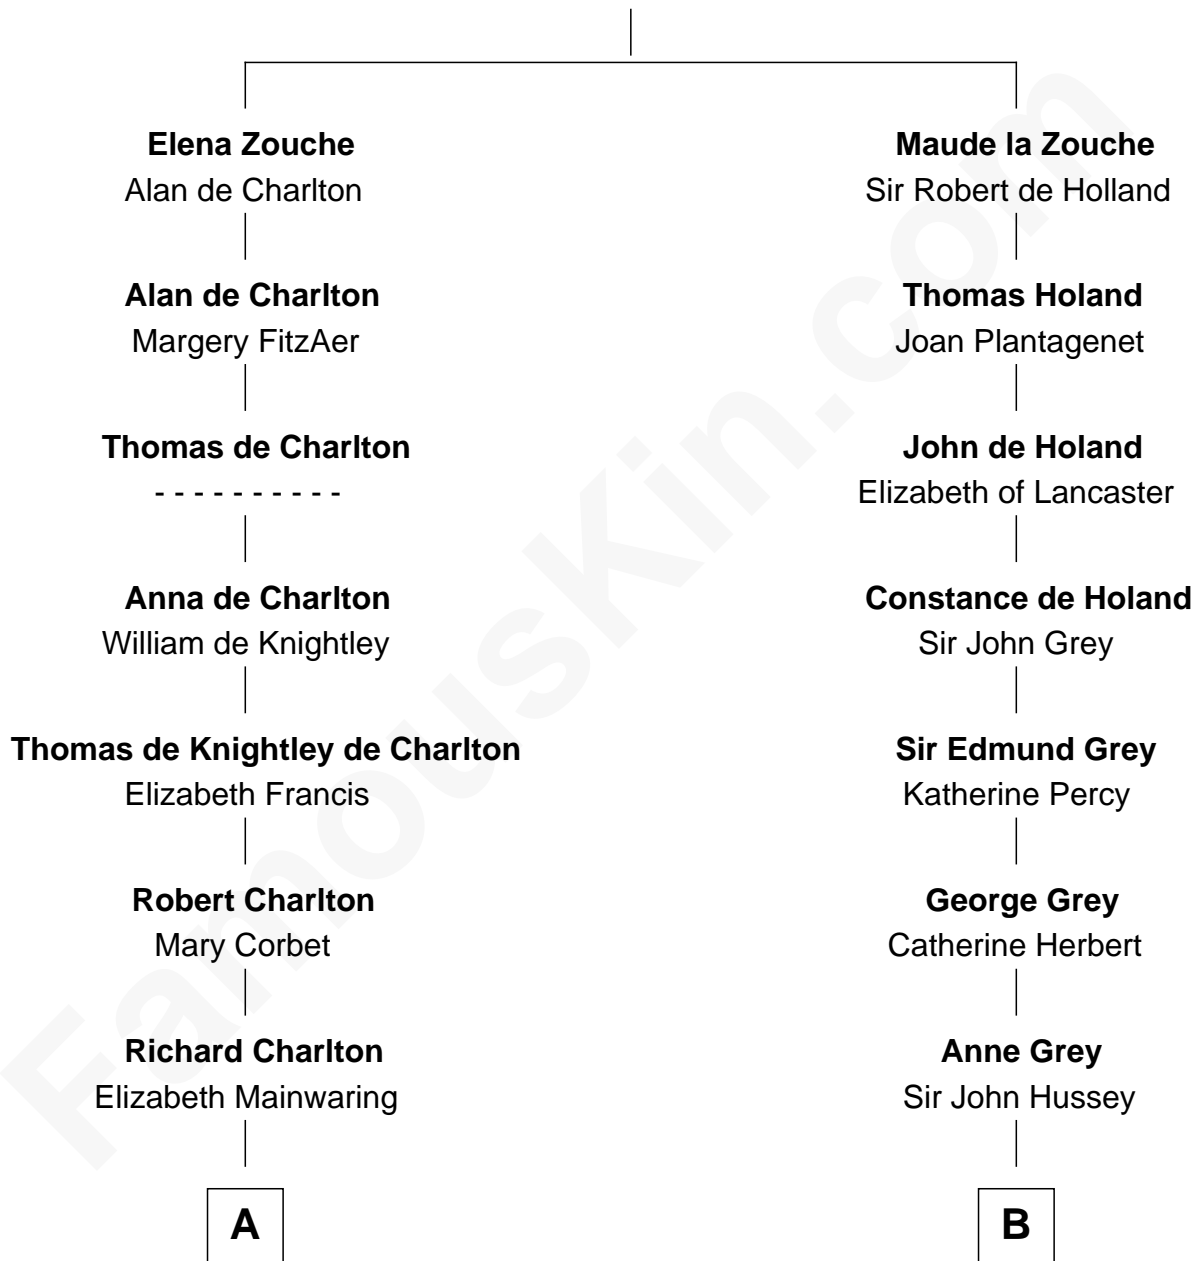 Elena Zouche
Alan de Charlton
Alan de Charlton
Margery FitzAer
Thomas de Charlton
- - - - - - - - - -
Anna de Charlton
William de Knightley
Thomas de Knightley de Charlton
Elizabeth Francis
Robert Charlton
Mary Corbet
Richard Charlton
Elizabeth Mainwaring
A
Maude la Zouche
Sir Robert de Holland
Thomas Holand
Joan Plantagenet
John de Holand
Elizabeth of Lancaster
Constance de Holand
Sir John Grey
Sir Edmund Grey
Katherine Percy
George Grey
Catherine Herbert
Anne Grey
Sir John Hussey
B
FamousKin.com